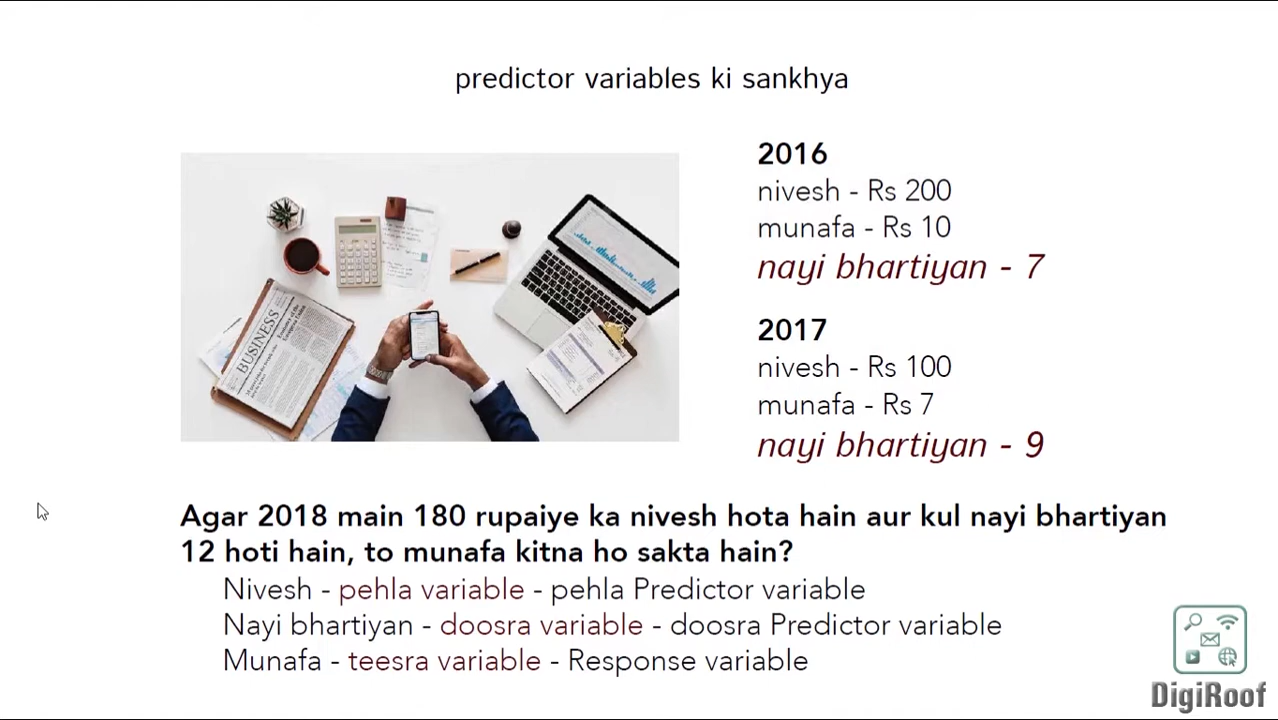 predictor variables ki sankhya
2016
nivesh - Rs 200
munafa - Rs 10
nayi bhartiyan - 7
BUSINESS
2017
nivesh - Rs 100
munafa - Rs 7
nayi bhartiyan - 9
Agar 2018 main 180 rupaiye ka nivesh hota hain aur kul nayi bhartiyan
12 hoti hain, to munafa kitna ho sakta hain?
Nivesh - pehla variable - pehla Predictor variable
Nayi bhartiyan - doosra variable - doosra Predictor variable
Munafa - teesra variable - Response variable
DigiRoof